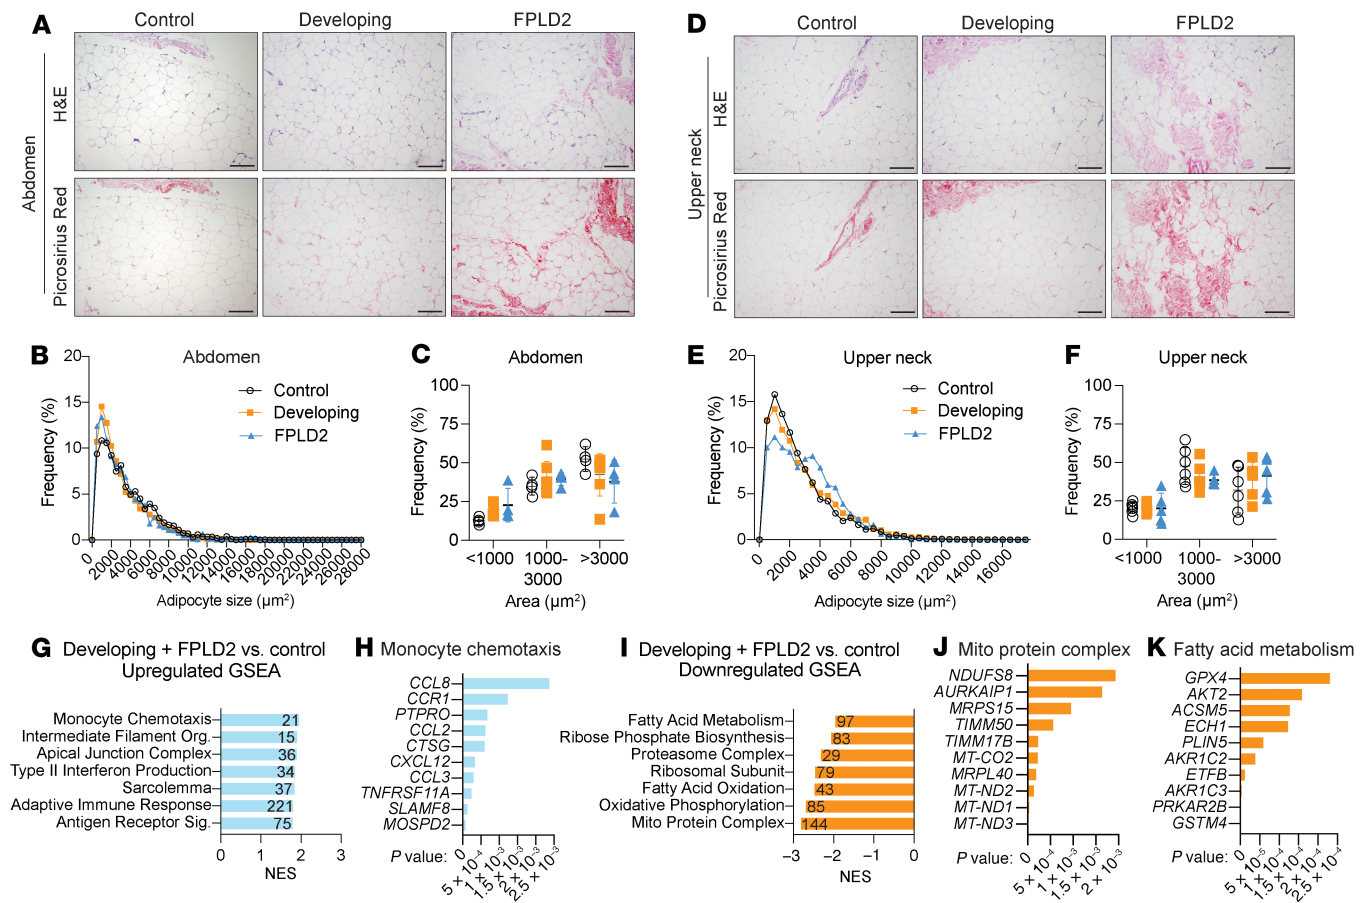 A
Control
Developing
FPLD2
Abdomen
H&E
Picrosirius Red
D
Control
Developing
FPLD2
Upper neck
H&E
Picrosirius Red
B
Abdomen
Frequency (%)
20
15
10
5
0
Control
Developing
FPLD2
0
2000
4000
6000
8000
10000
12000
14000
16000
18000
20000
22000
24000
26000
28000
Adipocyte size (µm²)
C
Abdomen
Frequency (%)
100
75
50
25
0
<1000
1000-
3000
>3000
Area (µm²)
E
Upper neck
Frequency (%)
20
15
10
5
0
Control
Developing
FPLD2
0
2000
4000
6000
8000
10000
12000
14000
16000
Adipocyte size (µm²)
F
Upper neck
Frequency (%)
100
75
50
25
0
<1000
1000-
3000
>3000
Area (µm²)
G
Developing + FPLD2 vs. control
Upregulated GSEA
Monocyte Chemotaxis 21
Intermediate Filament Org. 15
Apical Junction Complex 36
Type II Interferon Production 34
Sarcolemma 37
Adaptive Immune Response 221
Antigen Receptor Sig. 75
0 1 2 3
NES
H
Monocyte chemotaxis
CCL8
CCR1
PTPRO
CCL2
CTSG
CXCL12
CCL3
TNFRSF11A
SLAMF8
MOSPD2
P value:
0
5 × 10⁻⁴
1 × 10⁻³
1.5 × 10⁻³
2 × 10⁻³
2.5 × 10⁻³
I
Developing + FPLD2 vs. control
Downregulated GSEA
Fatty Acid Metabolism 97
Ribose Phosphate Biosynthesis 83
Proteasome Complex 29
Ribosomal Subunit 79
Fatty Acid Oxidation 43
Oxidative Phosphorylation 85
Mito Protein Complex 144
−3 −2 −1 0
NES
J
Mito protein complex
NDUFS8
AURKAIP1
MRPS15
TIMM50
TIMM17B
MT-CO2
MRPL40
MT-ND2
MT-ND1
MT-ND3
P value:
0
5 × 10⁻⁴
1 × 10⁻³
1.5 × 10⁻³
2 × 10⁻³
K
Fatty acid metabolism
GPX4
AKT2
ACSM5
ECH1
PLIN5
AKR1C2
ETFB
AKR1C3
PRKAR2B
GSTM4
P value:
0
5 × 10⁻⁵
1 × 10⁻⁴
1.5 × 10⁻⁴
2 × 10⁻⁴
2.5 × 10⁻⁴